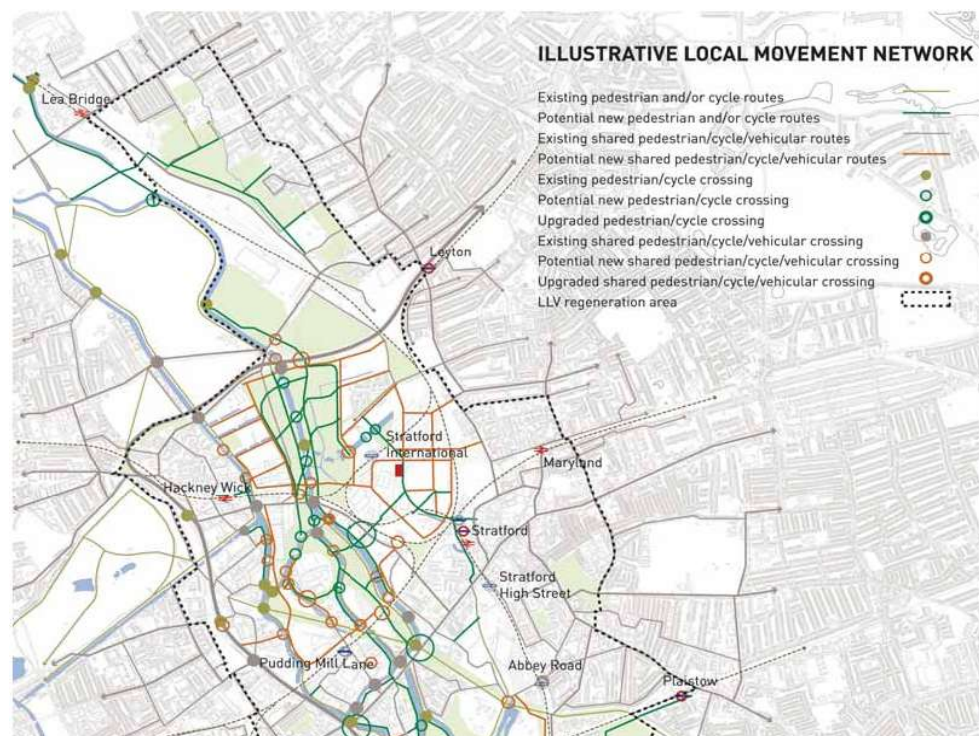 ILLUSTRATIVE LOCAL MOVEMENT NETWORK
Existing pedestrian and/or cycle routes
Potential new pedestrian and/or cycle routes
Existing shared pedestrian/cycle/vehicular routes
Potential new shared pedestrian/cycle/vehicular routes
Existing pedestrian/cycle crossing
Potential new pedestrian/cycle crossing
Upgraded pedestrian/cycle crossing
Existing shared pedestrian/cycle/vehicular crossing
Potential new shared pedestrian/cycle/vehicular crossing
Upgraded shared pedestrian/cycle/vehicular crossing
LLV regeneration area
Lea Bridge
Leyton
Stratford
International
Maryland
Hackney Wick
Stratford
Stratford
High Street
Pudding Mill Lane
Abbey Road
Plaistow